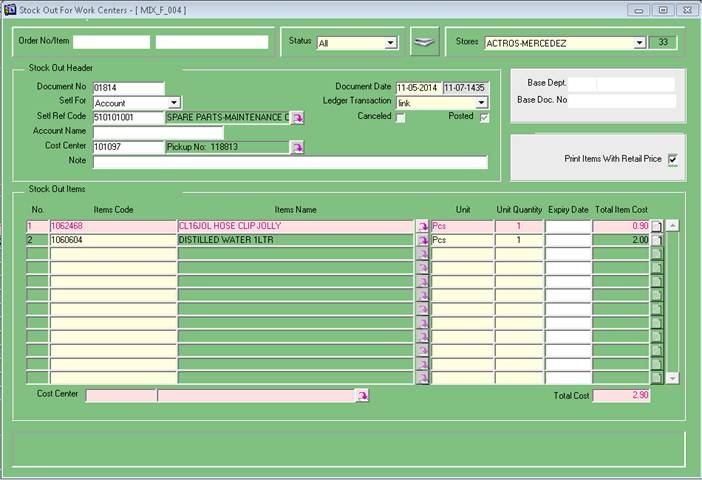 Stock Out For Work Centers - [ MIX_F_004 ]
Order No/Item Status All Stores ACTROS-MERCEDEZ 33
Stock Out Header
Document No 01814 Document Date 11-05-2014 11-07-1435
Setl For Account Ledger Transaction link
Setl Ref Code 510101001 SPARE PARTS-MAINTENANCE C Canceled Posted
Account Name
Cost Center 101097 Pickup No: 118813
Note
Base Dept.
Base Doc. No
Print Items With Retail Price
Stock Out Items
No. Items Code Items Name Unit Unit Quantity Expiry Date Total Item Cost
1 1062468 CL16JOL HOSE CLIP JOLLY Pcs 1 0.90
2 1060604 DISTILLED WATER 1LTR Pcs 1 2.00
Cost Center Total Cost 2.90